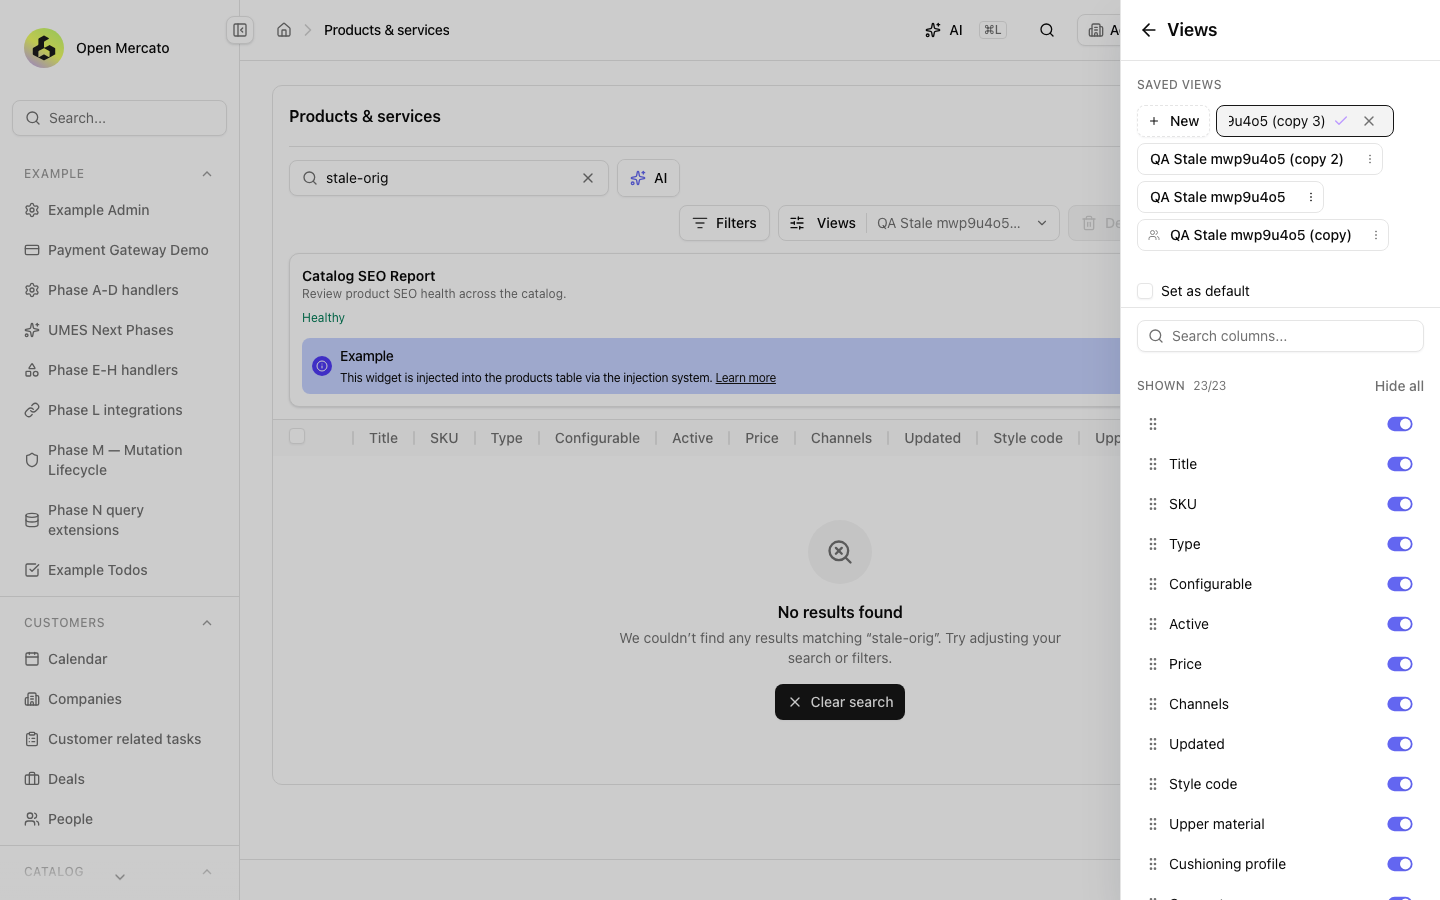 Open Mercato
Search...
EXAMPLE
Example Admin
Payment Gateway Demo
Phase A-D handlers
UMES Next Phases
Phase E-H handlers
Phase L integrations
Phase M — Mutation
Lifecycle
Phase N query
extensions
Example Todos
CUSTOMERS
Calendar
Companies
Customer related tasks
Deals
People
CATALOG
Products & services
AI
⌘L
Products & services
stale-orig
AI
Filters
Views
QA Stale mwp9u4o5...
Catalog SEO Report
Review product SEO health across the catalog.
Healthy
Example
This widget is injected into the products table via the injection system. Learn more
Title SKU Type Configurable Active Price Channels Updated Style code
No results found
We couldn’t find any results matching “stale-orig”. Try adjusting your
search or filters.
Clear search
Views
SAVED VIEWS
New
9u4o5 (copy 3)
QA Stale mwp9u4o5 (copy 2)
QA Stale mwp9u4o5
QA Stale mwp9u4o5 (copy)
Set as default
Search columns...
SHOWN 23/23
Hide all
Title
SKU
Type
Configurable
Active
Price
Channels
Updated
Style code
Upper material
Cushioning profile